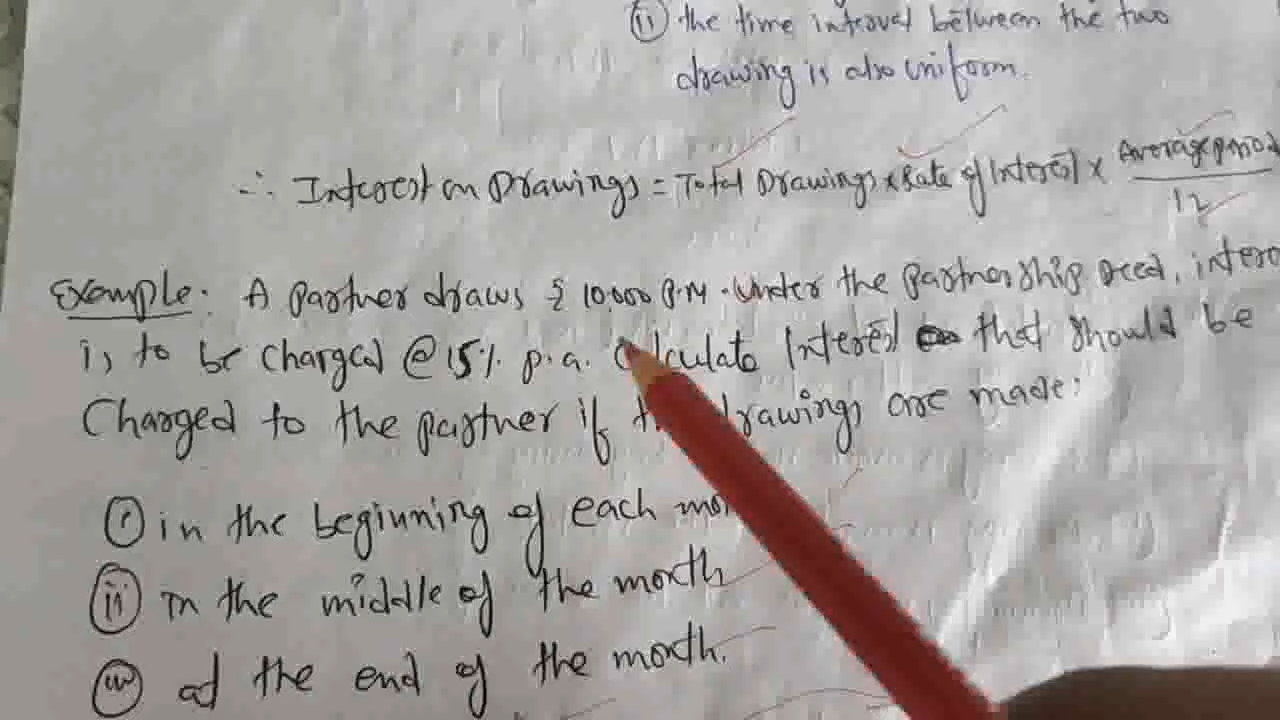 (ii) the time interval between the two
drawing is also uniform.
∴ Interest on Drawings = Total Drawings × Rate of Interest × Average period / 12
Example: A partner draws ₹ 10,000 P.M. Under the partnership deed,
is to be charged @ 15% p.a. Calculate Interest that should be
Charged to the partner if drawings are made:
(i) in the beginning of each
(ii) in the middle of the month
(iii) at the end of the month.